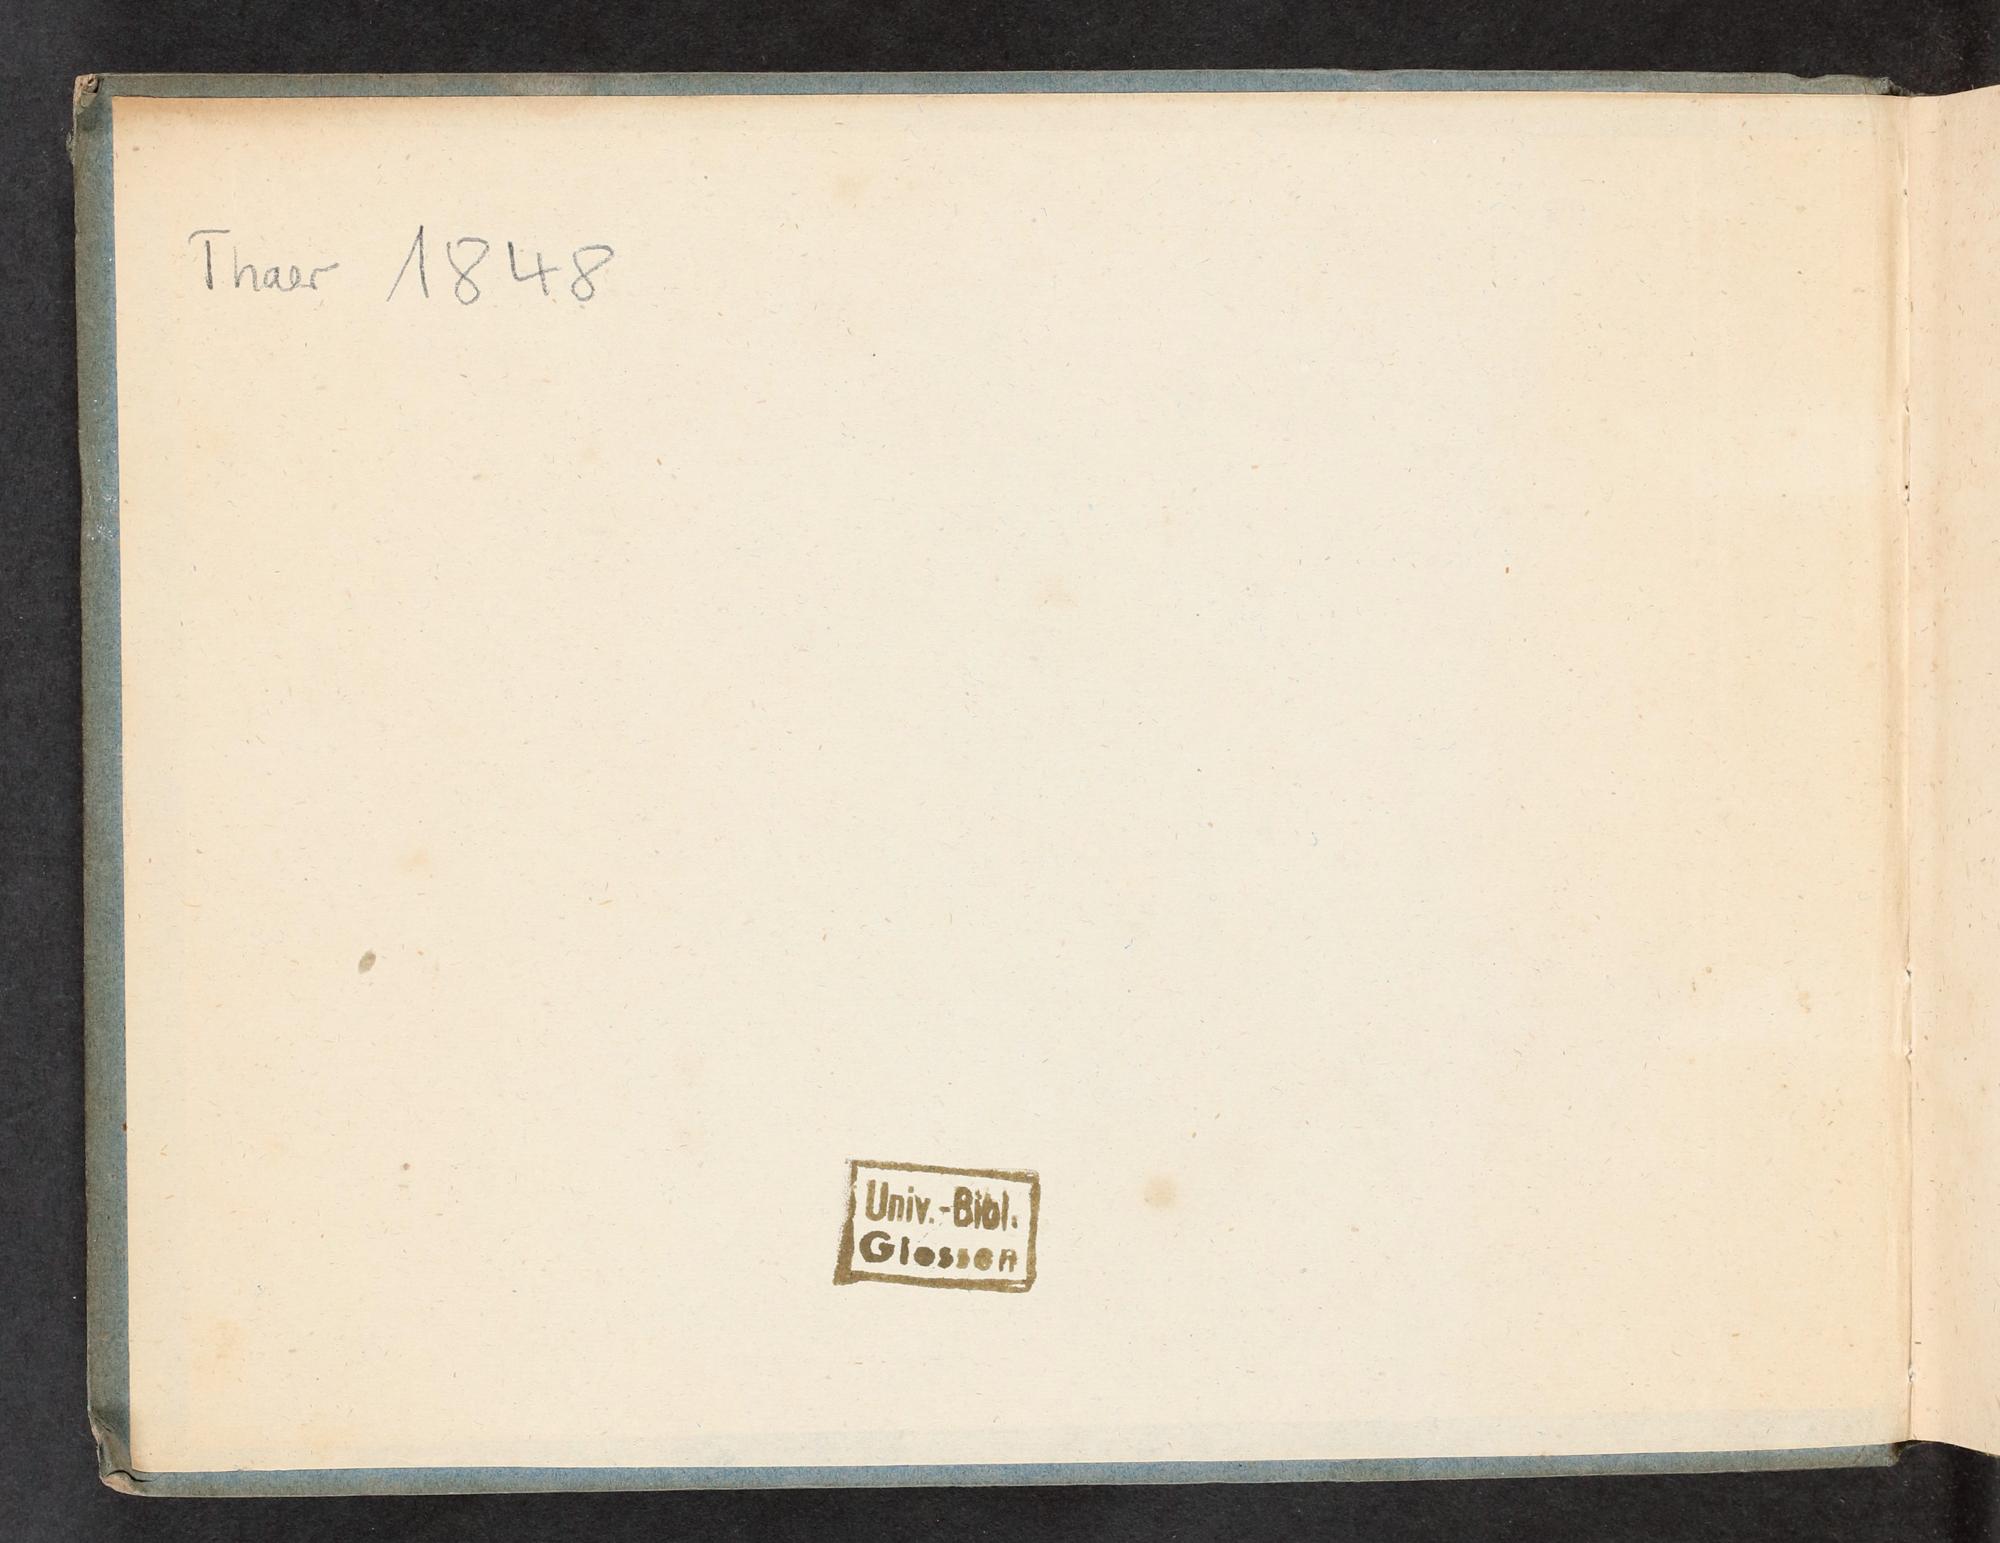 Thaer 1848
Univ.-Bibl.
Giessen